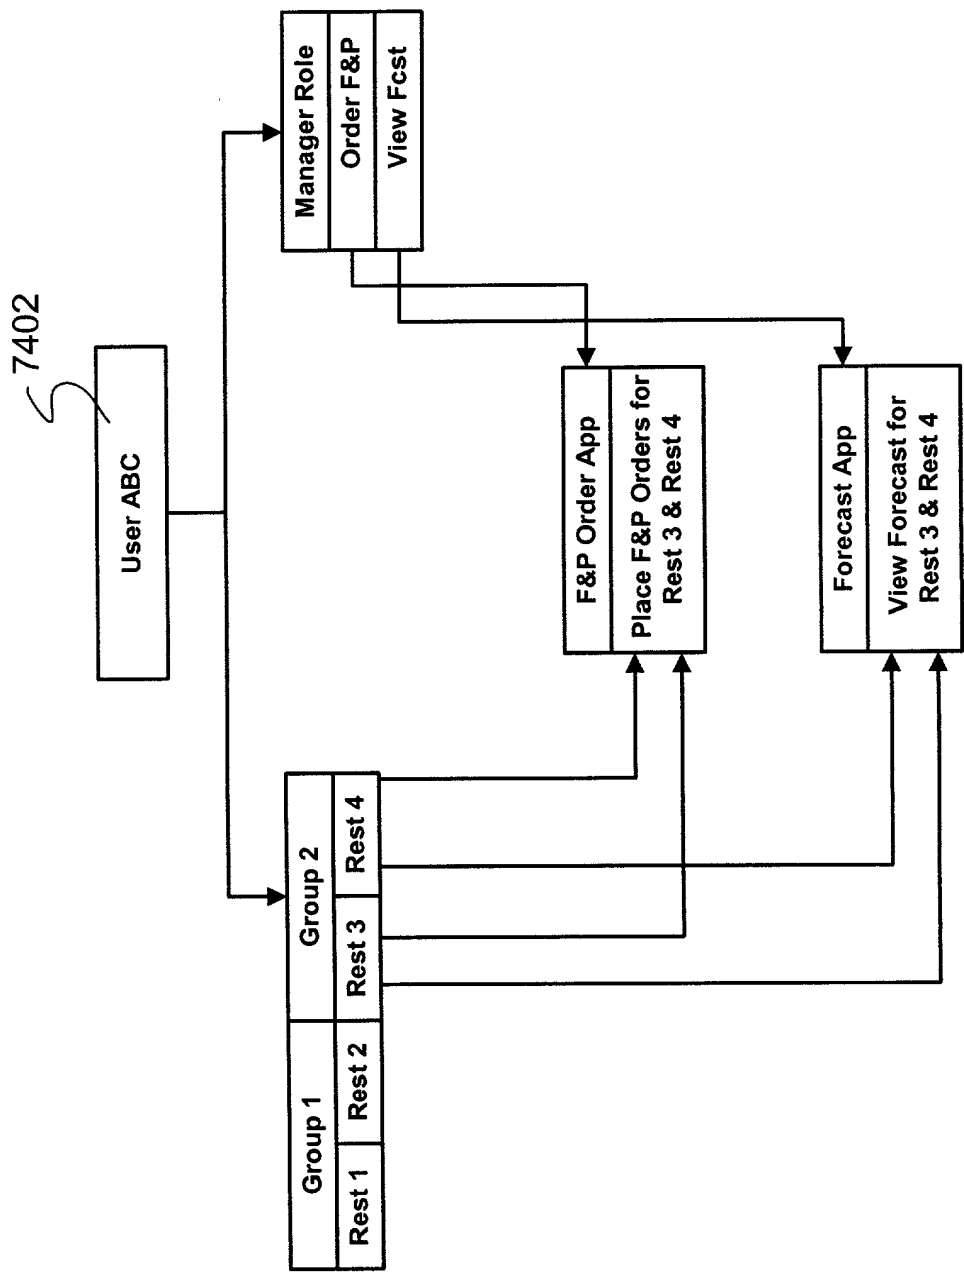 7402
User ABC
Group 1
Group 2
Rest 1
Rest 2
Rest 3
Rest 4
Manager Role
Order F&P
View Fcst
F&P Order App
Place F&P Orders for
Rest 3 & Rest 4
Forecast App
View Forecast for
Rest 3 & Rest 4